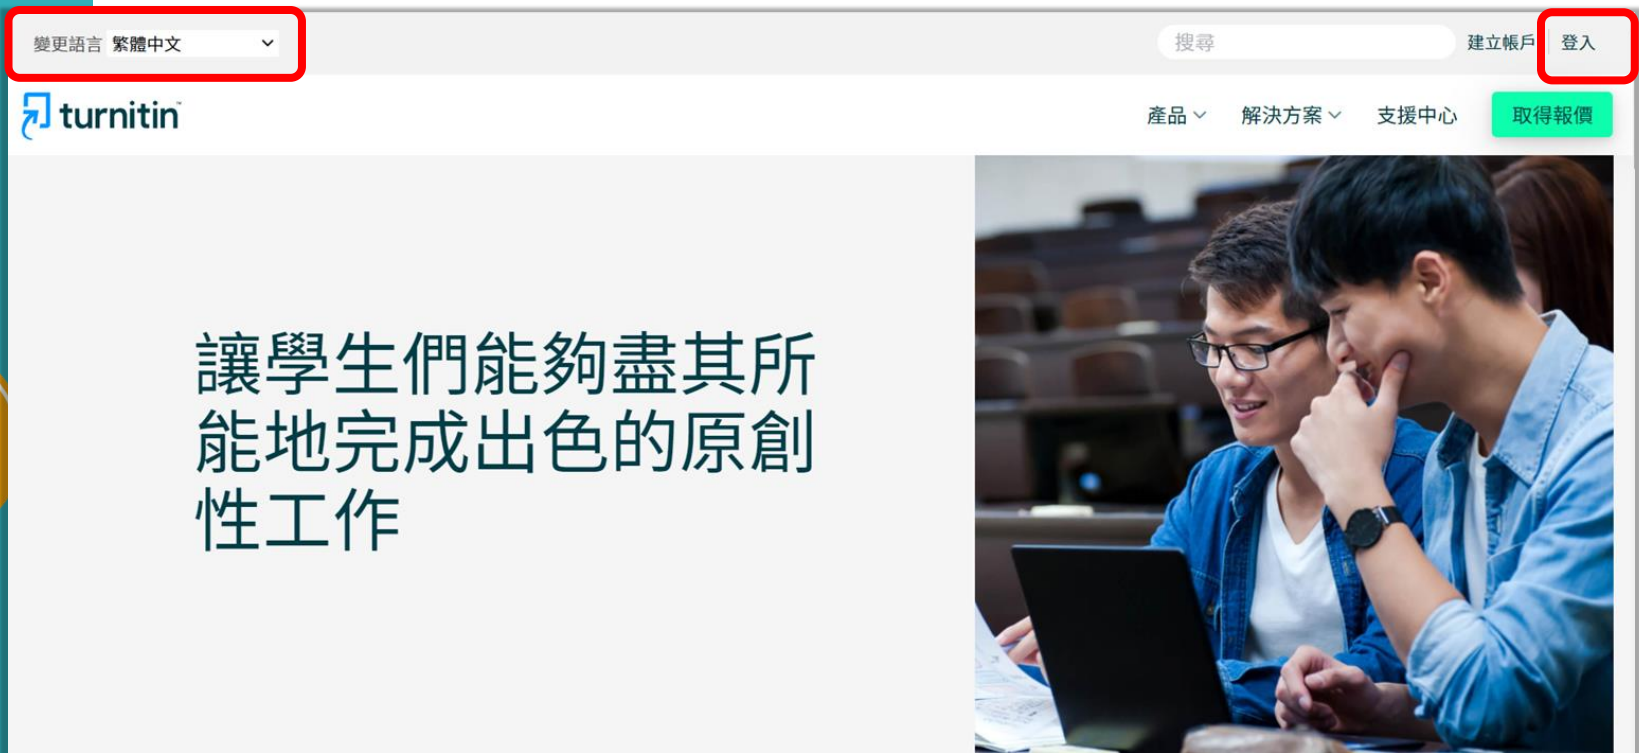 變更語言 繁體中文
搜尋
建立帳戶 登入
turnitin™
產品 解決方案 支援中心 取得報價
讓學生們能夠盡其所
能地完成出色的原創
性工作